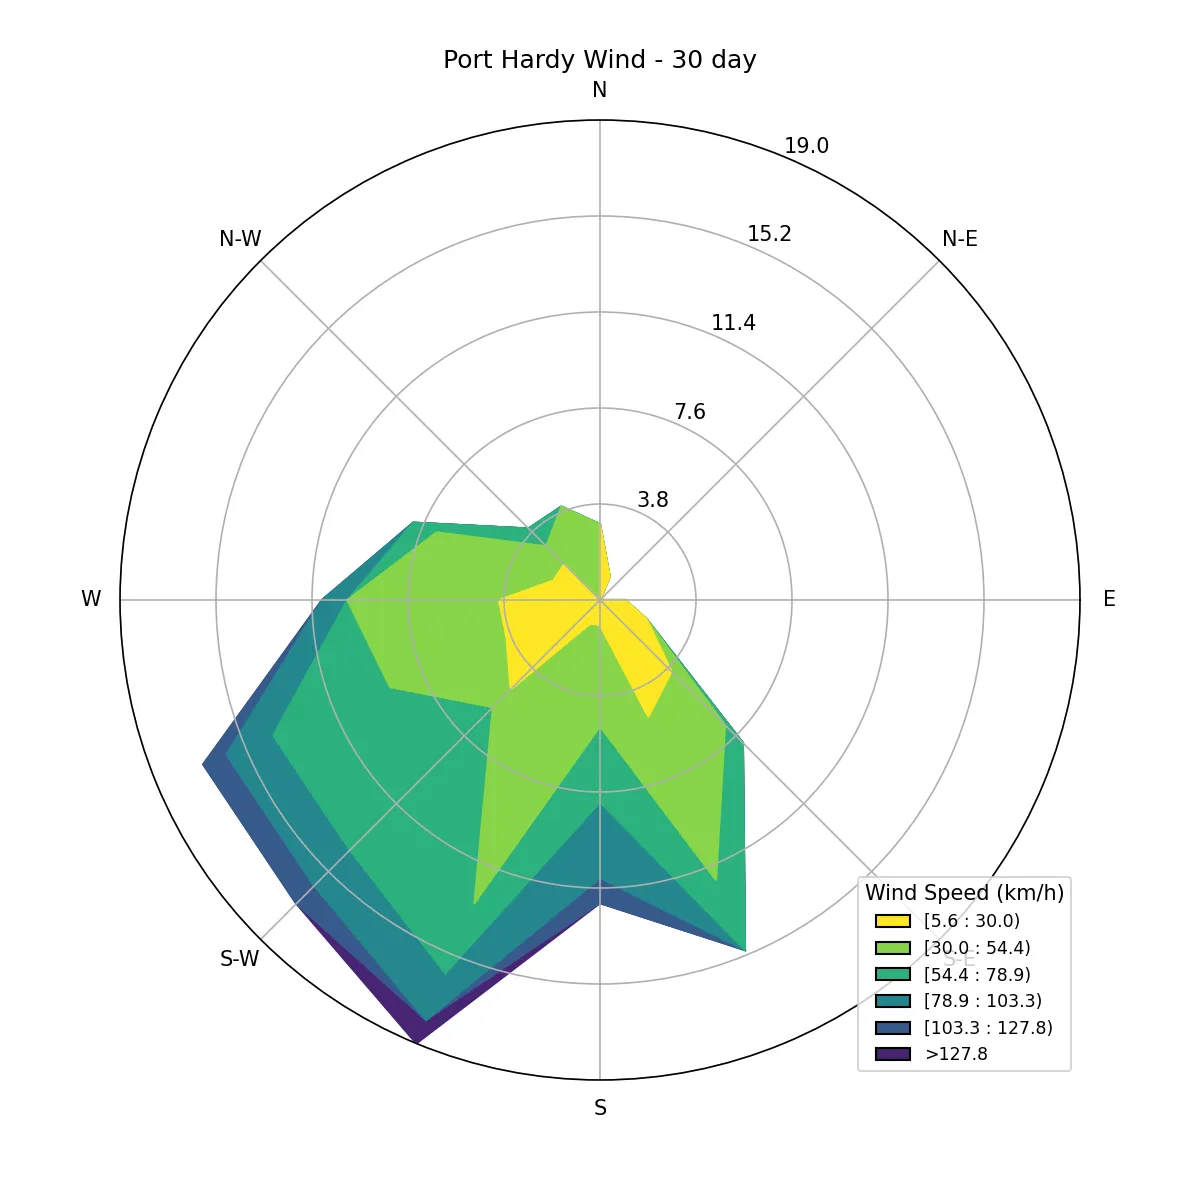 Port Hardy Wind - 30 day
N
19.0
15.2
N-W
N-E
11.4
7.6
3.8
W
E
Wind Speed (km/h)
[5.6 : 30.0)
[30.0 : 54.4)
S-W
S-E
[54.4 : 78.9)
[78.9 : 103.3)
[103.3 : 127.8)
>127.8
S